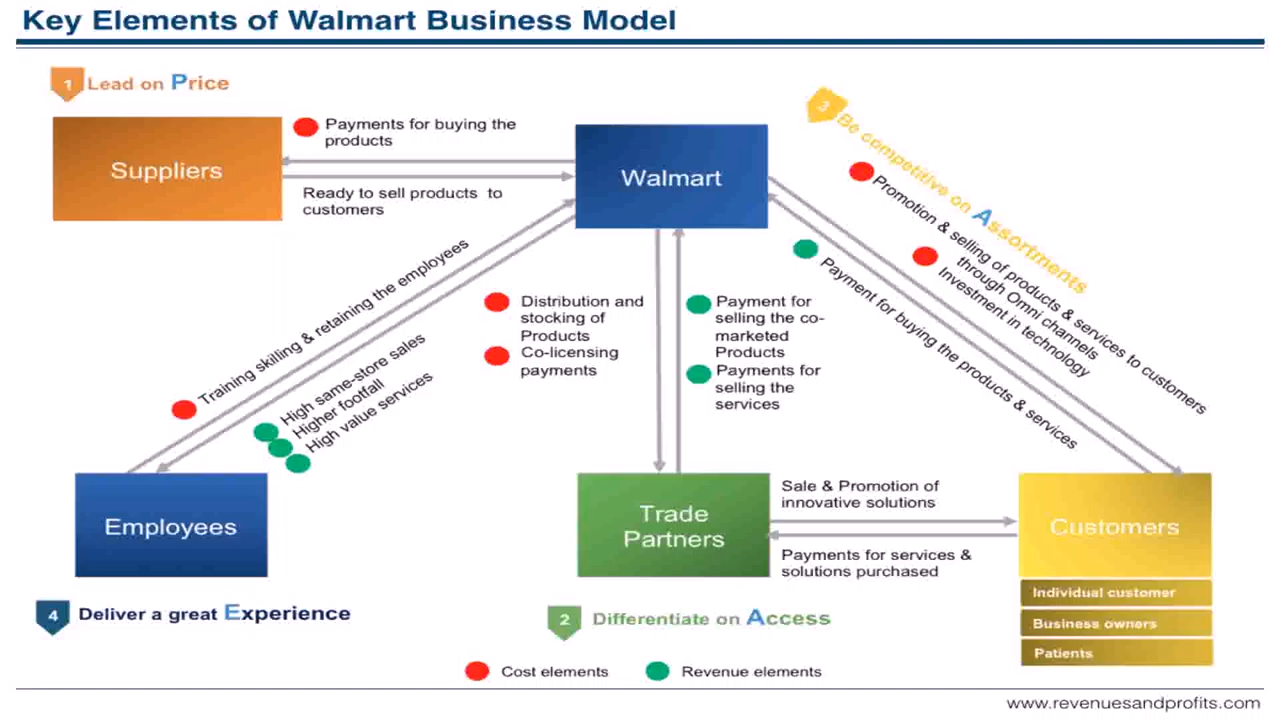 Key Elements of Walmart Business Model
1 Lead on Price
Suppliers
Payments for buying the
products
Ready to sell products to
customers
Walmart
3 Be competitive on Assortments
Promotion & selling of products & services to customers
through Omni channels
Investment in technology
Payment for buying the products & services
Training skilling & retaining the employees
High same-store sales
Higher footfall
High value services
Distribution and
stocking of
Products
Co-licensing
payments
Payment for
selling the co-
marketed
Products
Payments for
selling the
services
Employees
Trade
Partners
Sale & Promotion of
innovative solutions
Payments for services &
solutions purchased
Customers
Individual customer
Business owners
Patients
4 Deliver a great Experience
2 Differentiate on Access
Cost elements
Revenue elements
www.revenuesandprofits.com